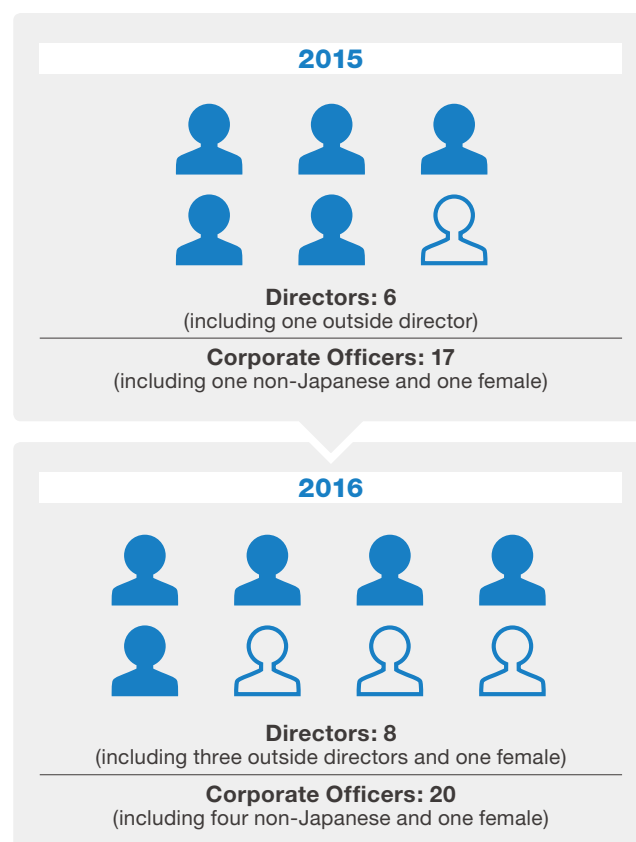 2015
Directors: 6
(including one outside director)
Corporate Officers: 17
(including one non-Japanese and one female)
2016
Directors: 8
(including three outside directors and one female)
Corporate Officers: 20
(including four non-Japanese and one female)